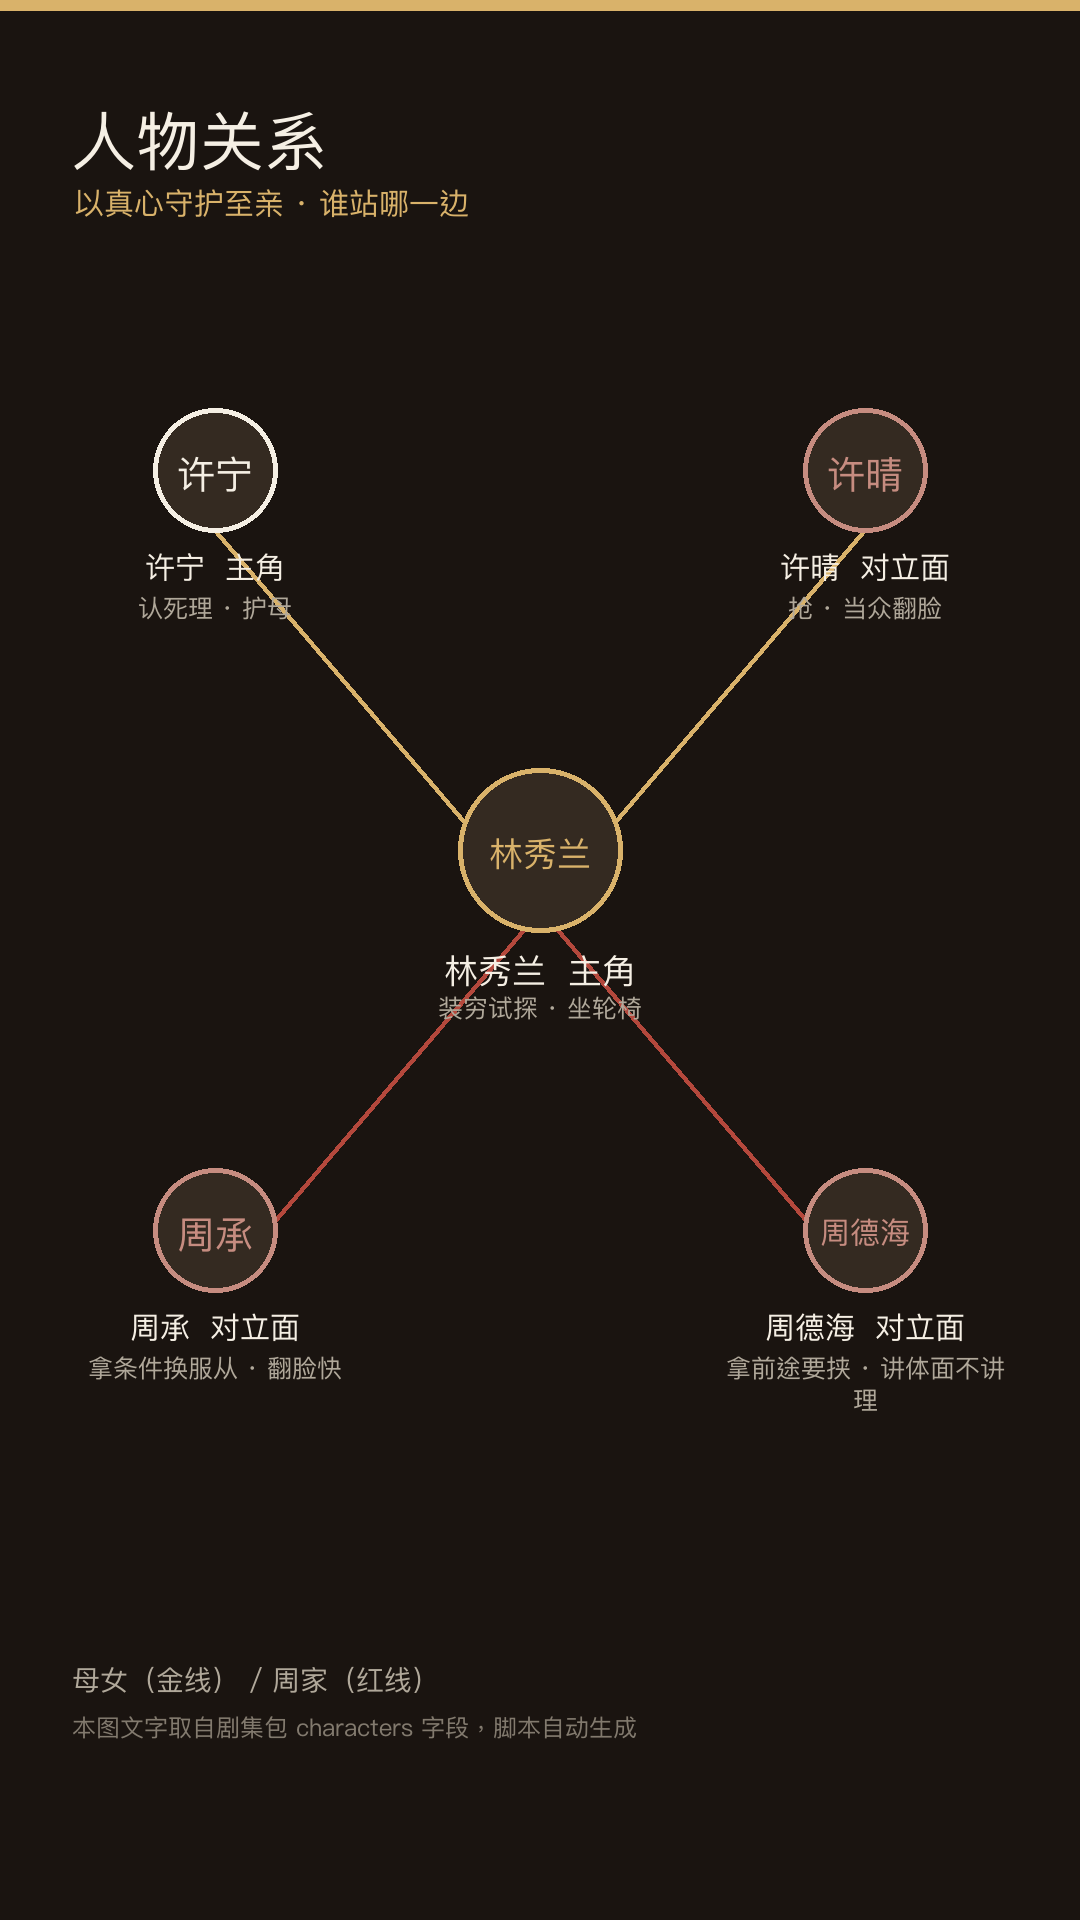 人物关系
以真心守护至亲 · 谁站哪一边
许宁
许晴
许宁 主角
许晴 对立面
认死理 · 护母
抢 · 当众翻脸
林秀兰
林秀兰 主角
装穷试探 · 坐轮椅
周承
周德海
周承 对立面
周德海 对立面
拿条件换服从 · 翻脸快
拿前途要挟 · 讲体面不讲
理
母女（金线） / 周家（红线）
本图文字取自剧集包 characters 字段，脚本自动生成